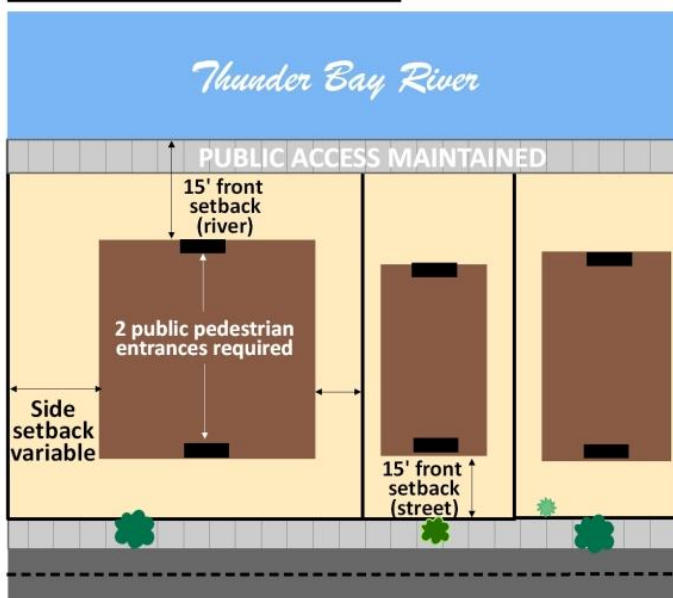 Thunder Bay River
PUBLIC ACCESS MAINTAINED
15' front
setback
(river)
2 public pedestrian
entrances required
Side
setback
variable
15' front
setback
(street)